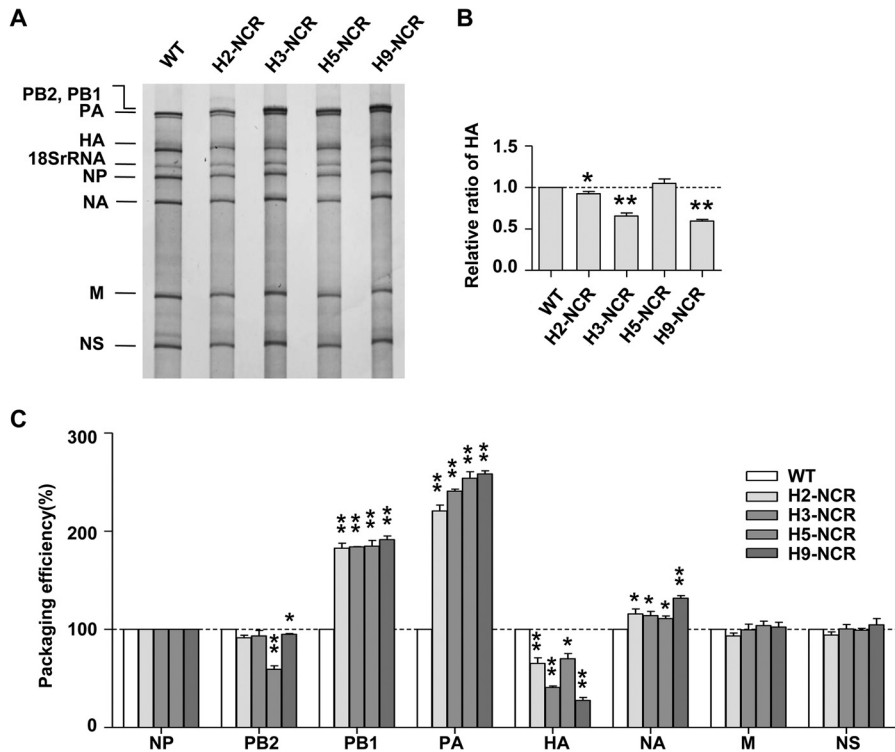 A
WT
H2-NCR
H3-NCR
H5-NCR
H9-NCR
PB2, PB1
PA
HA
18SrRNA
NP
NA
M
NS
B
Relative ratio of HA
1.5
1.0
0.5
0.0
*
**
**
WT
H2-NCR
H3-NCR
H5-NCR
H9-NCR
C
Packaging efficiency(%)
300
200
100
0
** *
** ** ** **
** ** ** **
** ** * **
* * * **
NP
PB2
PB1
PA
HA
NA
M
NS
WT
H2-NCR
H3-NCR
H5-NCR
H9-NCR